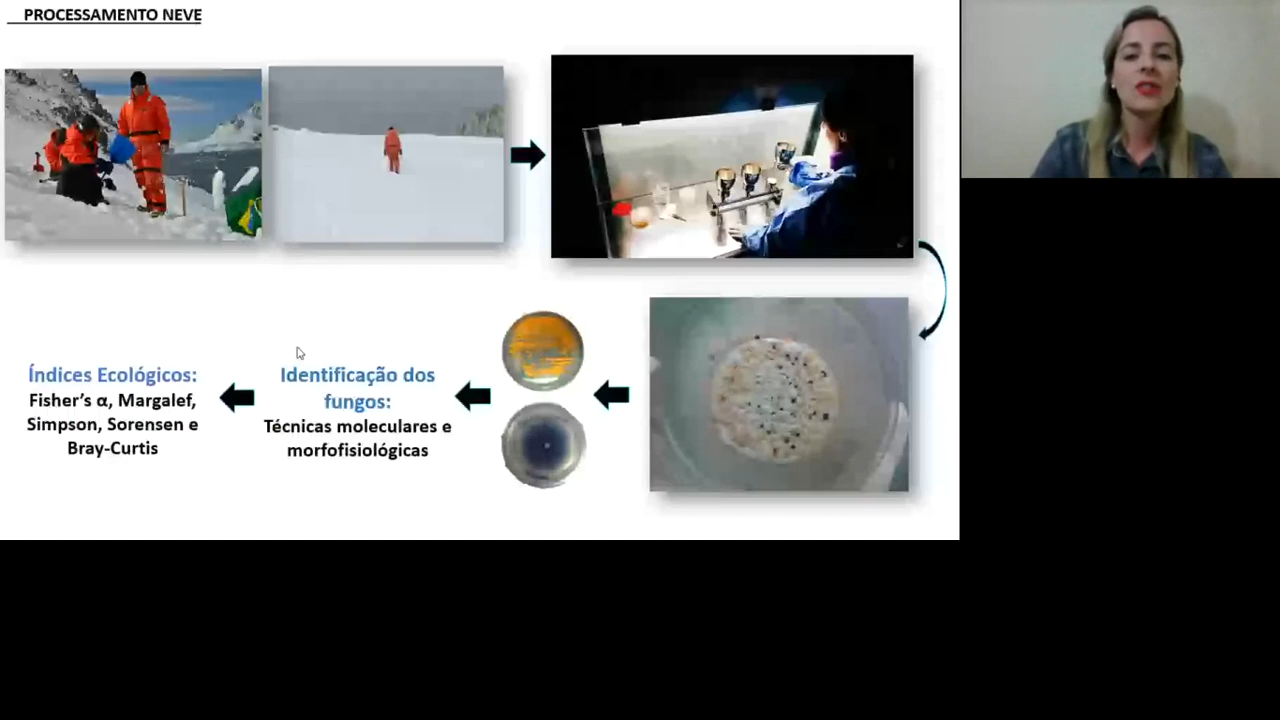 PROCESSAMENTO NEVE
Índices Ecológicos:
Fisher's α, Margalef,
Simpson, Sorensen e
Bray-Curtis
Identificação dos
fungos:
Técnicas moleculares e
morfofisiológicas